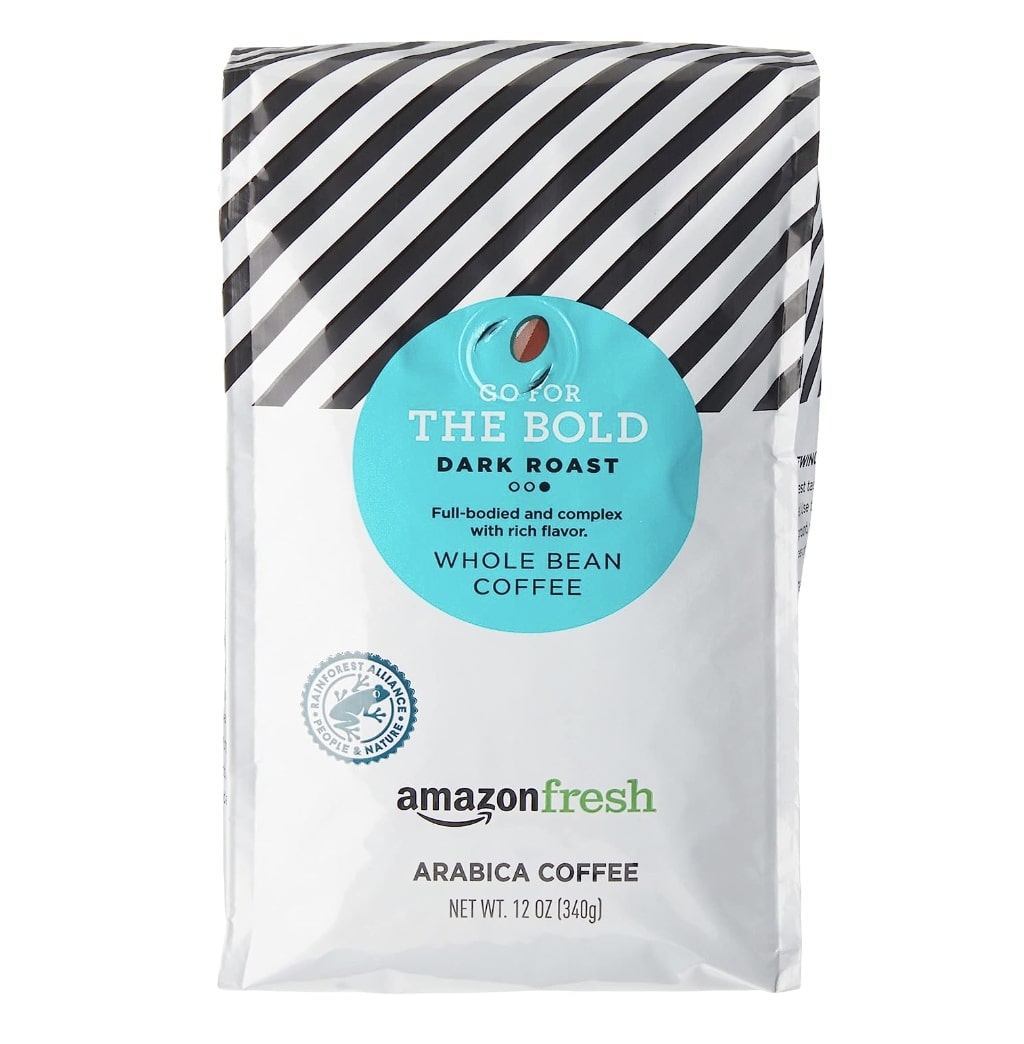 GO FOR
THE BOLD
DARK ROAST
Full-bodied and complex
with rich flavor.
WHOLE BEAN
COFFEE
RAINFOREST ALLIANCE
PEOPLE & NATURE
amazonfresh
ARABICA COFFEE
NET WT. 12 OZ (340g)